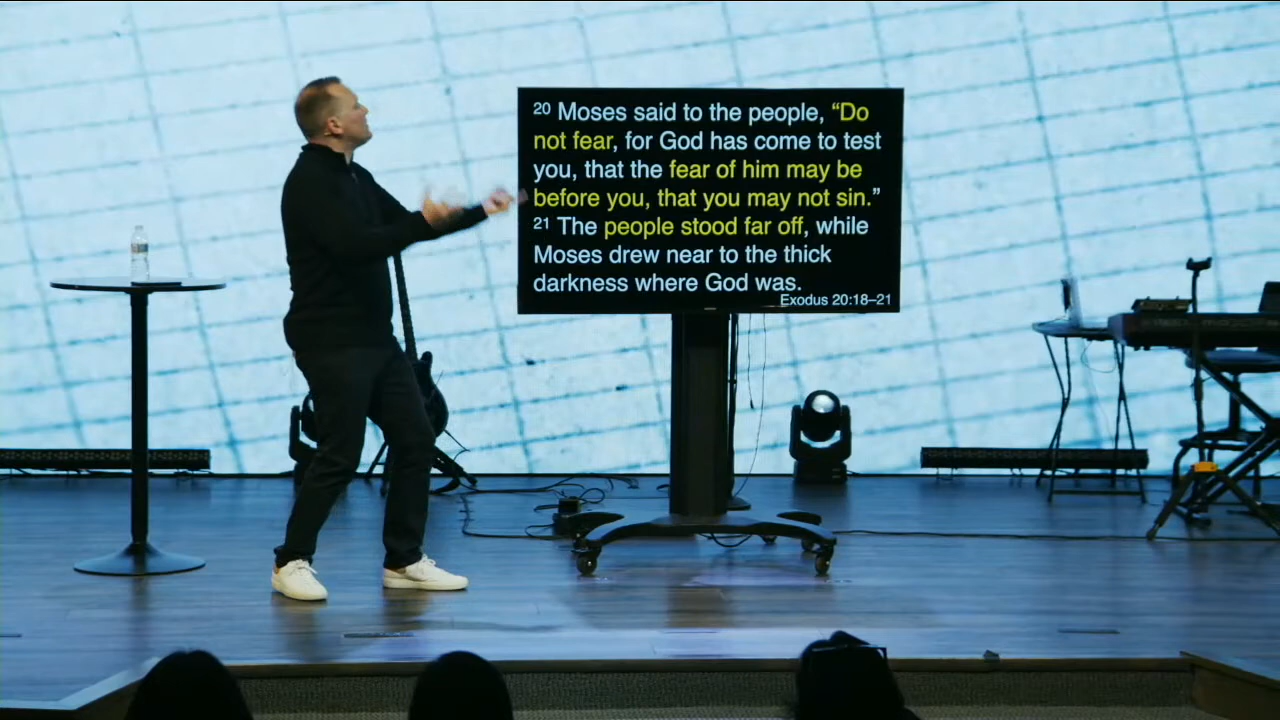 20 Moses said to the people, “Do
not fear, for God has come to test
you, that the fear of him may be
before you, that you may not sin.”
21 The people stood far off, while
Moses drew near to the thick
darkness where God was.
Exodus 20:18–21